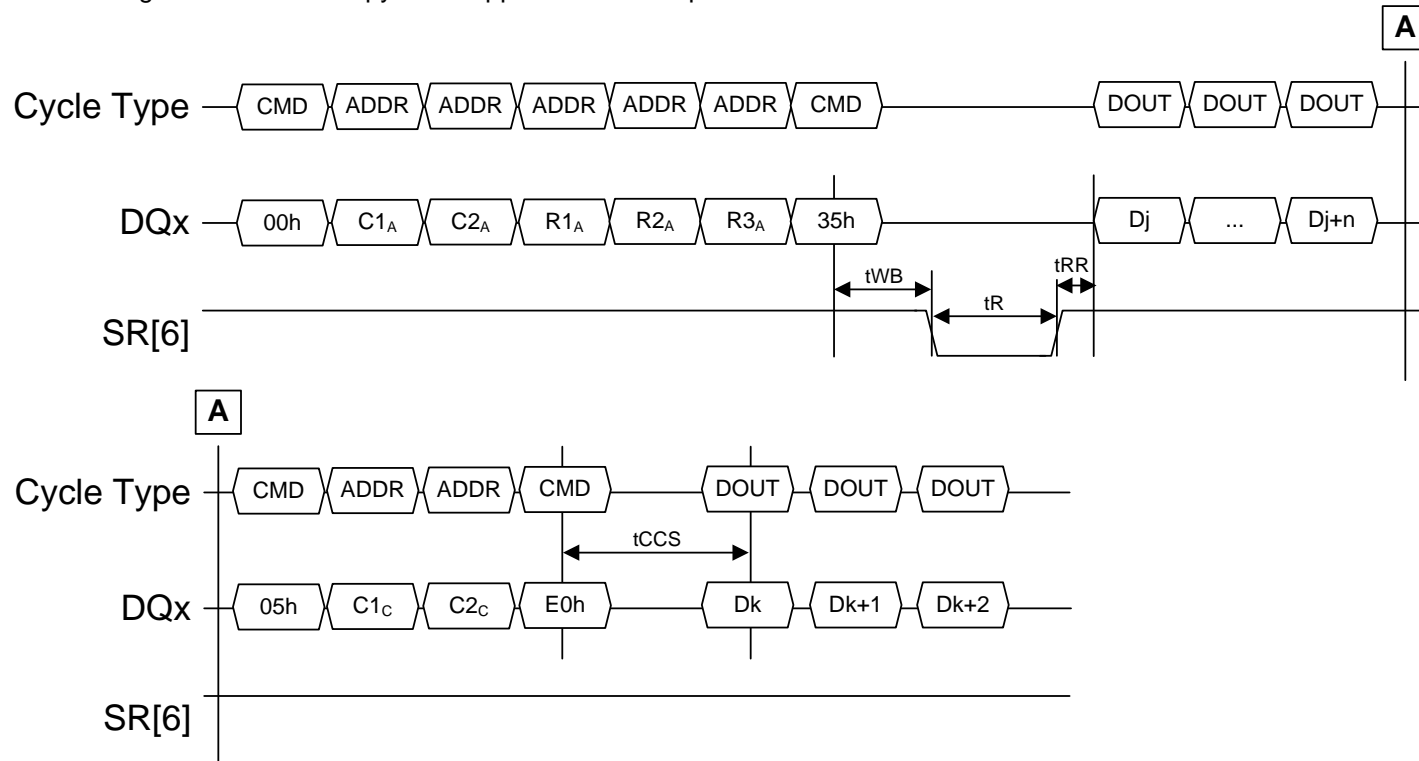 A
Cycle Type CMD ADDR ADDR ADDR ADDR ADDR CMD DOUT DOUT DOUT
DQx 00h C1A C2A R1A R2A R3A 35h Dj ... Dj+n
tWB tR tRR
SR[6]
A
Cycle Type CMD ADDR ADDR CMD DOUT DOUT DOUT
tCCS
DQx 05h C1C C2C E0h Dk Dk+1 Dk+2
SR[6]